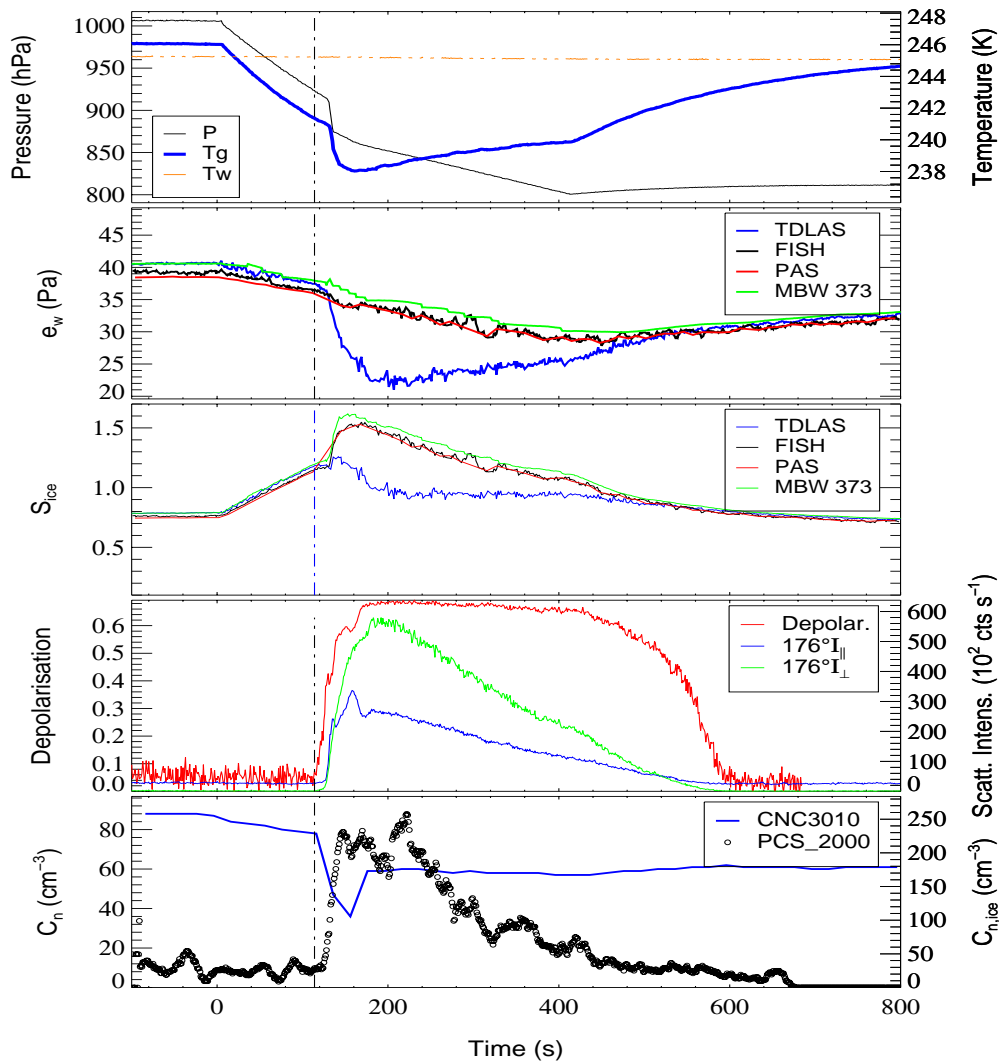 1000
950
900
850
800
Pressure (hPa)
P
Tg
Tw
248
246
244
242
240
238
Temperature (K)
45
40
35
30
25
20
e_w (Pa)
TDLAS
FISH
PAS
MBW 373
1.5
1.0
0.5
S_ice
TDLAS
FISH
PAS
MBW 373
0.6
0.5
0.4
0.3
0.2
0.1
0.0
Depolarisation
Depolar.
176°I_∥
176°I_⊥
600
500
400
300
200
100
0
Scatt. Intens. (10² cts s⁻¹)
80
60
40
20
0
C_n (cm⁻³)
CNC3010
PCS_2000
250
200
150
100
50
0
C_n,ice (cm⁻³)
0
200
400
600
800
Time (s)